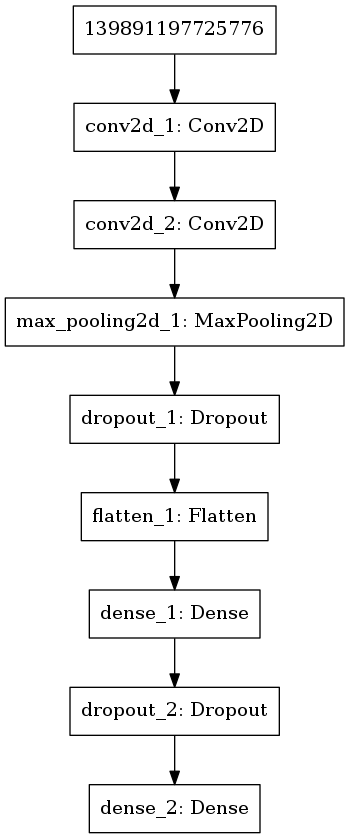 139891197725776
conv2d_1: Conv2D
conv2d_2: Conv2D
max_pooling2d_1: MaxPooling2D
dropout_1: Dropout
flatten_1: Flatten
dense_1: Dense
dropout_2: Dropout
dense_2: Dense